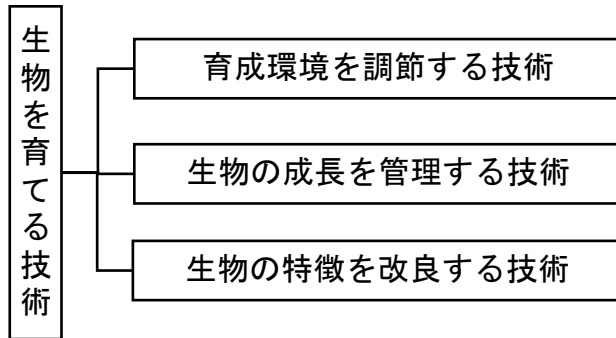 生物を育てる技術
育成環境を調節する技術
生物の成長を管理する技術
生物の特徴を改良する技術